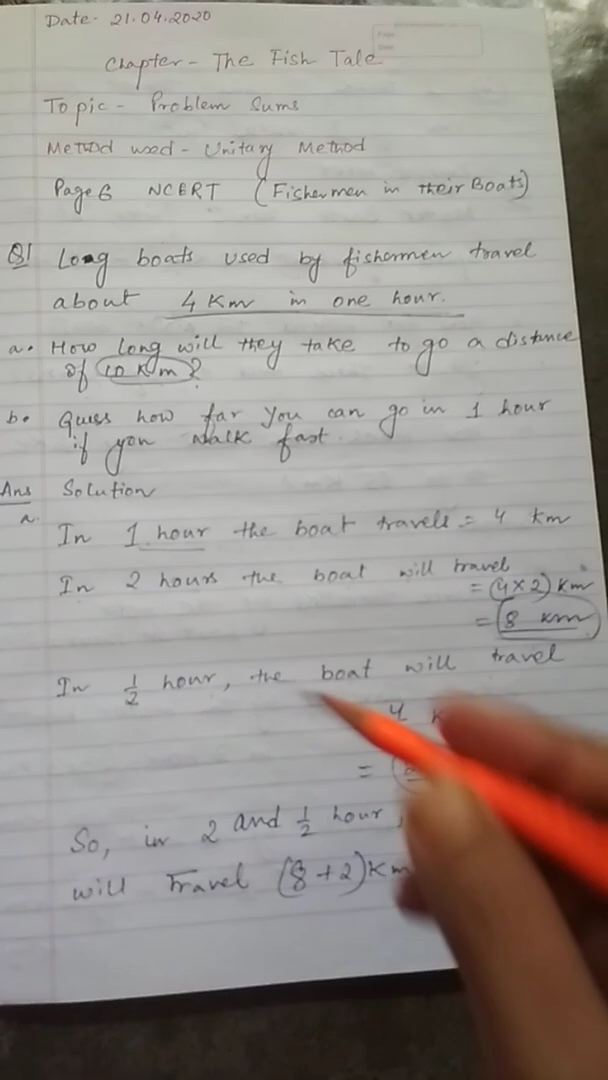 Date- 21.04.2020
Page:
Date:
Chapter- The Fish Tale
Topic- Problem Sums
Method used- Unitary Method
Page 6 NCERT (Fishermen in their Boats)
Q1 Long boats used by fishermen travel
about 4 Km in one hour.
a. How long will they take to go a distance
of 10 Km?
b. Guess how far you can go in 1 hour
if you walk fast.
Ans Solution
a. In 1 hour the boat travels = 4 km
In 2 hours the boat will travel
= (4 x 2) km
= 8 km
In 1/2 hour, the boat will travel
4
=
So, in 2 and 1/2 hour,
will Travel (8+2) Km